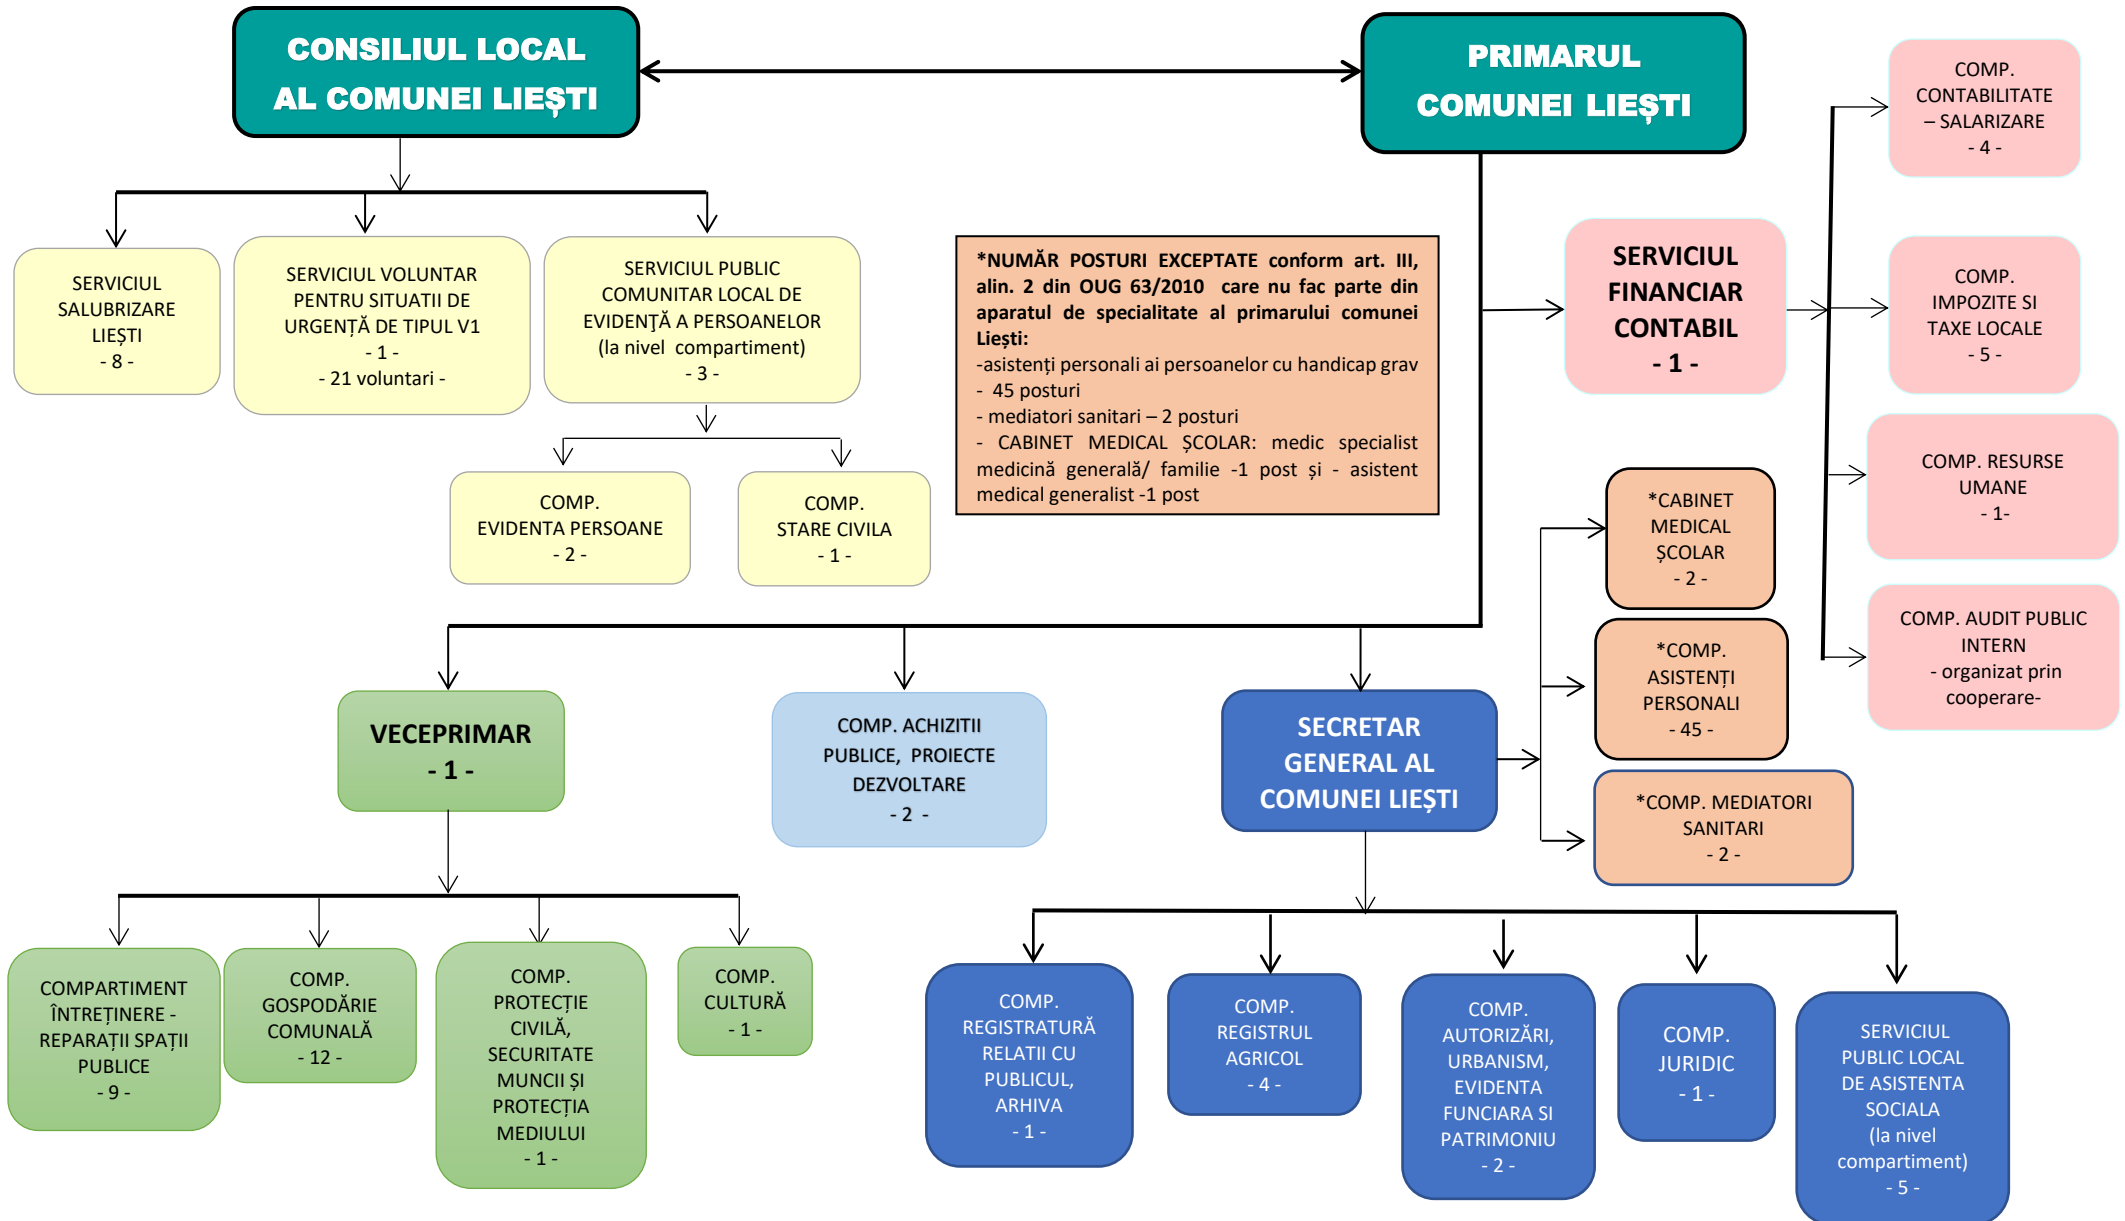 CONSILIUL LOCAL
AL COMUNEI LIEȘTI
PRIMARUL
COMUNEI LIEȘTI
COMP.
CONTABILITATE
– SALARIZARE
- 4 -
SERVICIUL
SALUBRIZARE
LIEȘTI
- 8 -
SERVICIUL VOLUNTAR
PENTRU SITUATII DE
URGENȚĂ DE TIPUL V1
- 1 -
- 21 voluntari -
SERVICIUL PUBLIC
COMUNITAR LOCAL DE
EVIDENŢĂ A PERSOANELOR
(la nivel compartiment)
- 3 -
*NUMĂR POSTURI EXCEPTATE conform art. III,
alin. 2 din OUG 63/2010 care nu fac parte din
aparatul de specialitate al primarului comunei
Liești:
-asistenți personali ai persoanelor cu handicap grav
- 45 posturi
- mediatori sanitari – 2 posturi
- CABINET MEDICAL ȘCOLAR: medic specialist
medicină generală/ familie -1 post și - asistent
medical generalist -1 post
SERVICIUL
FINANCIAR
CONTABIL
- 1 -
COMP.
IMPOZITE SI
TAXE LOCALE
- 5 -
COMP. RESURSE
UMANE
- 1-
COMP. AUDIT PUBLIC
INTERN
- organizat prin
cooperare-
COMP.
EVIDENTA PERSOANE
- 2 -
COMP.
STARE CIVILA
- 1 -
*CABINET
MEDICAL
ȘCOLAR
- 2 -
*COMP.
ASISTENȚI
PERSONALI
- 45 -
*COMP. MEDIATORI
SANITARI
- 2 -
VECEPRIMAR
- 1 -
COMP. ACHIZITII
PUBLICE, PROIECTE
DEZVOLTARE
- 2 -
SECRETAR
GENERAL AL
COMUNEI LIEȘTI
COMPARTIMENT
ÎNTREȚINERE -
REPARAȚII SPAȚII
PUBLICE
- 9 -
COMP.
GOSPODĂRIE
COMUNALĂ
- 12 -
COMP.
PROTECȚIE
CIVILĂ,
SECURITATE
MUNCII ȘI
PROTECȚIA
MEDIULUI
- 1 -
COMP.
CULTURĂ
- 1 -
COMP.
REGISTRATURĂ
RELATII CU
PUBLICUL,
ARHIVA
- 1 -
COMP.
REGISTRUL
AGRICOL
- 4 -
COMP.
AUTORIZĂRI,
URBANISM,
EVIDENTA
FUNCIARA SI
PATRIMONIU
- 2 -
COMP.
JURIDIC
- 1 -
SERVICIUL
PUBLIC LOCAL
DE ASISTENTA
SOCIALA
(la nivel
compartiment)
- 5 -